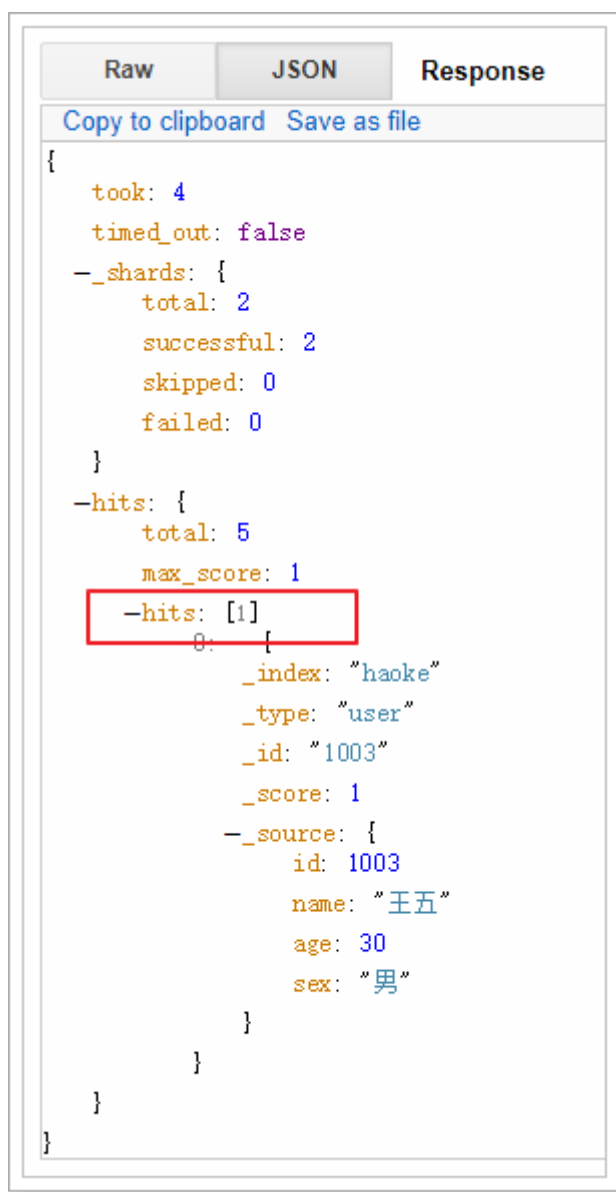 Raw JSON Response
Copy to clipboard Save as file
{
took: 4
timed_out: false
–_shards: {
total: 2
successful: 2
skipped: 0
failed: 0
}
–hits: {
total: 5
max_score: 1
–hits: [1]
0: {
_index: "haoke"
_type: "user"
_id: "1003"
_score: 1
–_source: {
id: 1003
name: "王五"
age: 30
sex: "男"
}
}
}
}